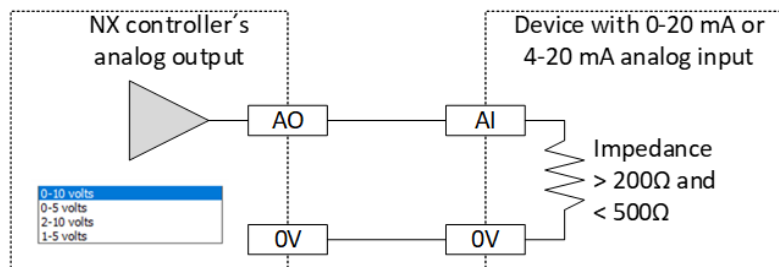 NX controller´s
analog output
Device with 0-20 mA or
4-20 mA analog input
AO
AI
Impedance
> 200Ω and
< 500Ω
0-10 volts
0-5 volts
2-10 volts
1-5 volts
0V
0V